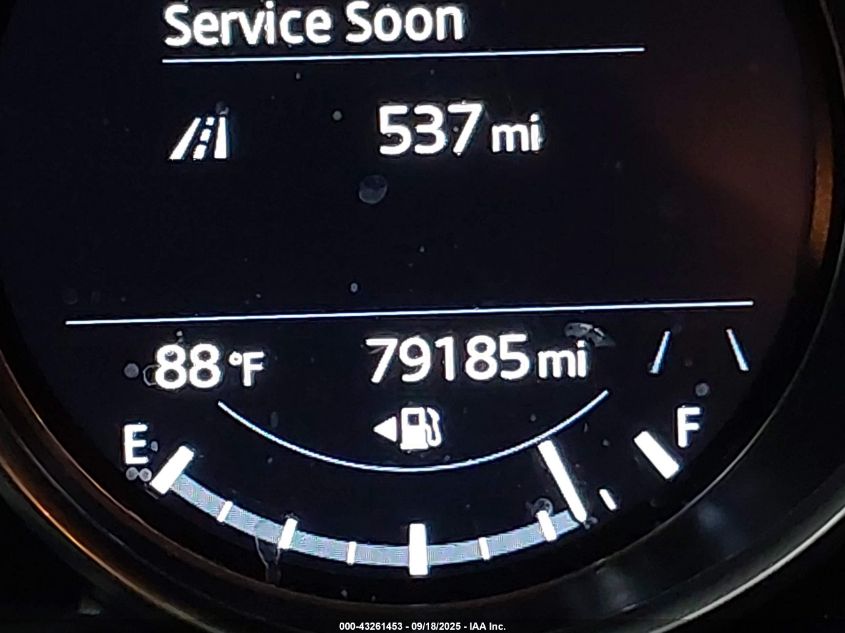 Service Soon
537 mi
88 °F 79185 mi
E F
000-43261453 - 09/18/2025 - IAA Inc.